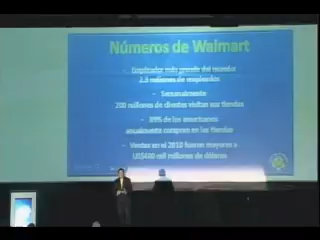 Números de Walmart
- Empleador más grande del mundo
2.3 millones de empleados
- Semanalmente
200 millones de clientes visitan sus tiendas
- 89% de los americanos
anualmente compran en las tiendas
- Ventas en el 2010 fueron mayores a
US$400 mil millones de dólares